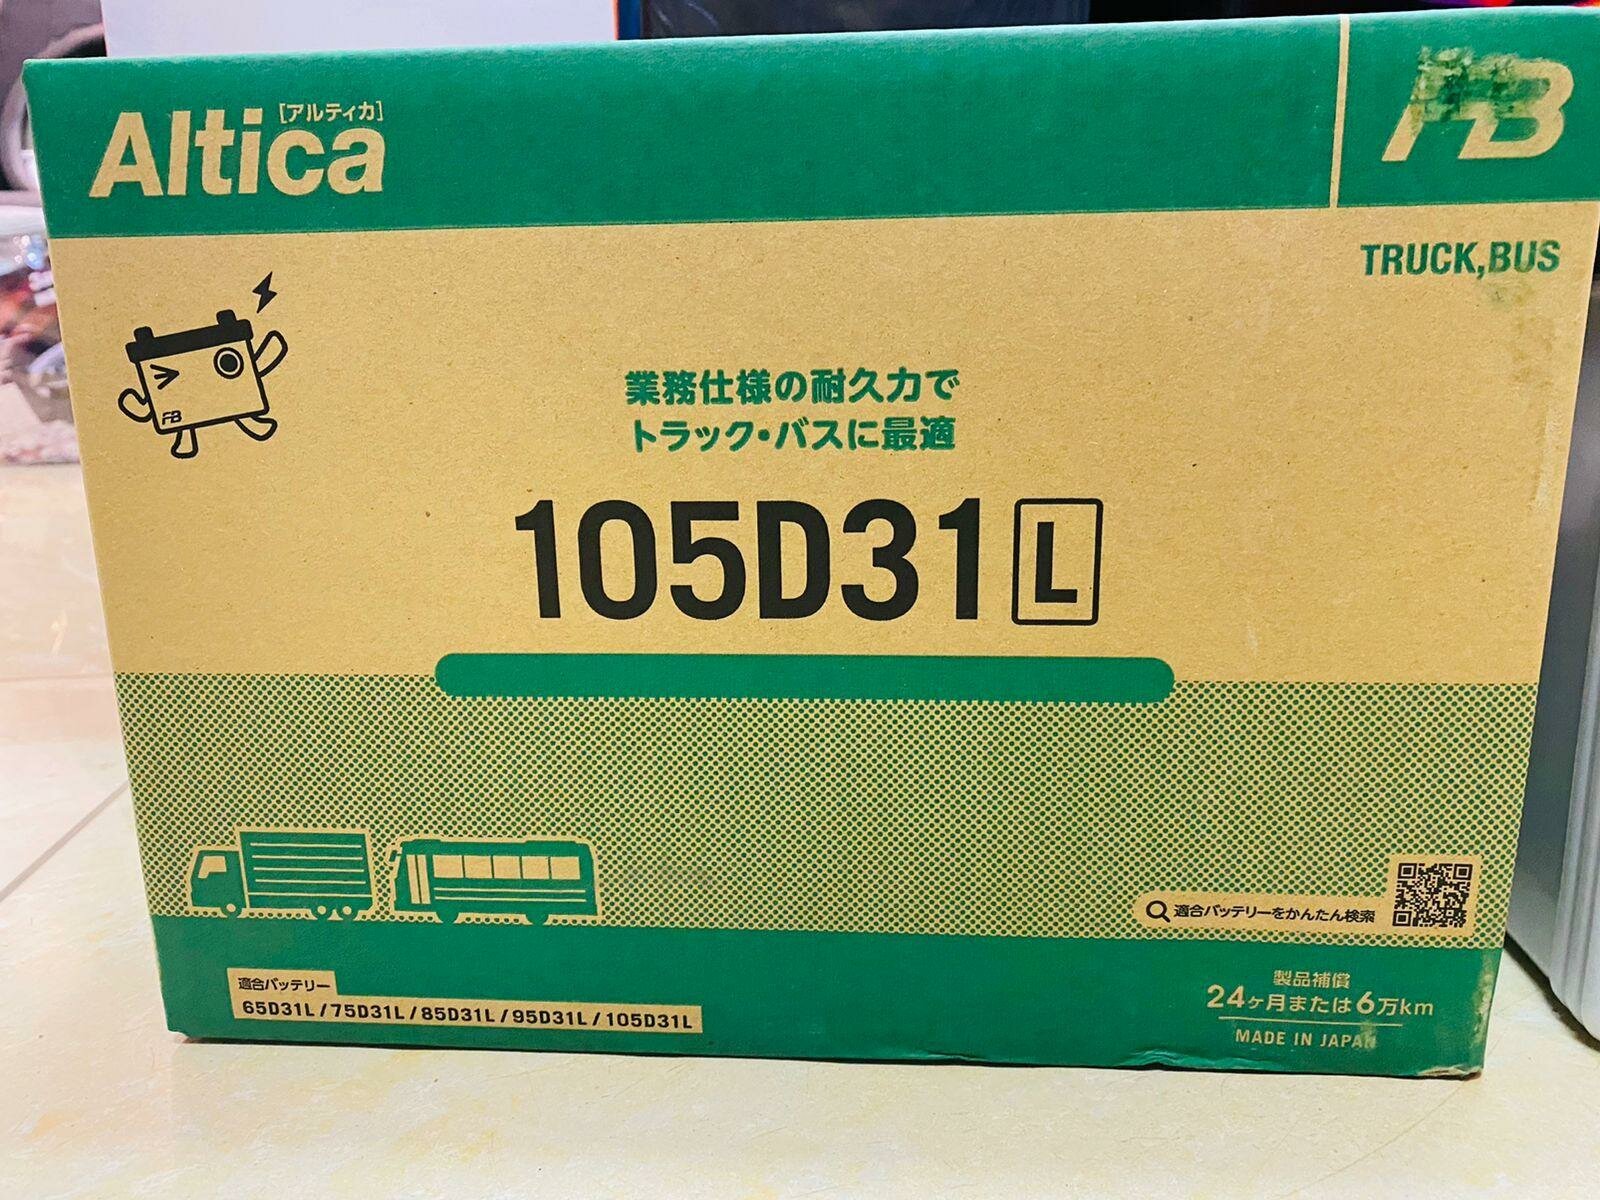 Altica
[アルティカ]
FB
TRUCK,BUS
FB
業務仕様の耐久力で
トラック・バスに最適
105D31L
適合バッテリーをかんたん検索
適合バッテリー
65D31L/75D31L/85D31L/95D31L/105D31L
製品補償
24ヶ月または6万km
MADE IN JAPAN